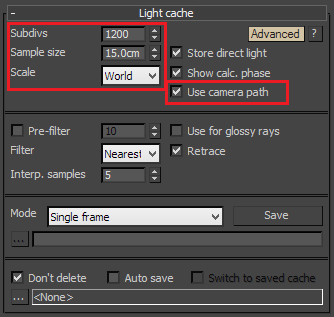 - Light cache
Subdivs 1200 Advanced ?
Sample size 15.0cm Store direct light
Scale World Show calc. phase
Use camera path
Pre-filter 10 Use for glossy rays
Filter Nearest Retrace
Interp. samples 5
Mode Single frame Save
...
Don't delete Auto save Switch to saved cache
... <None>